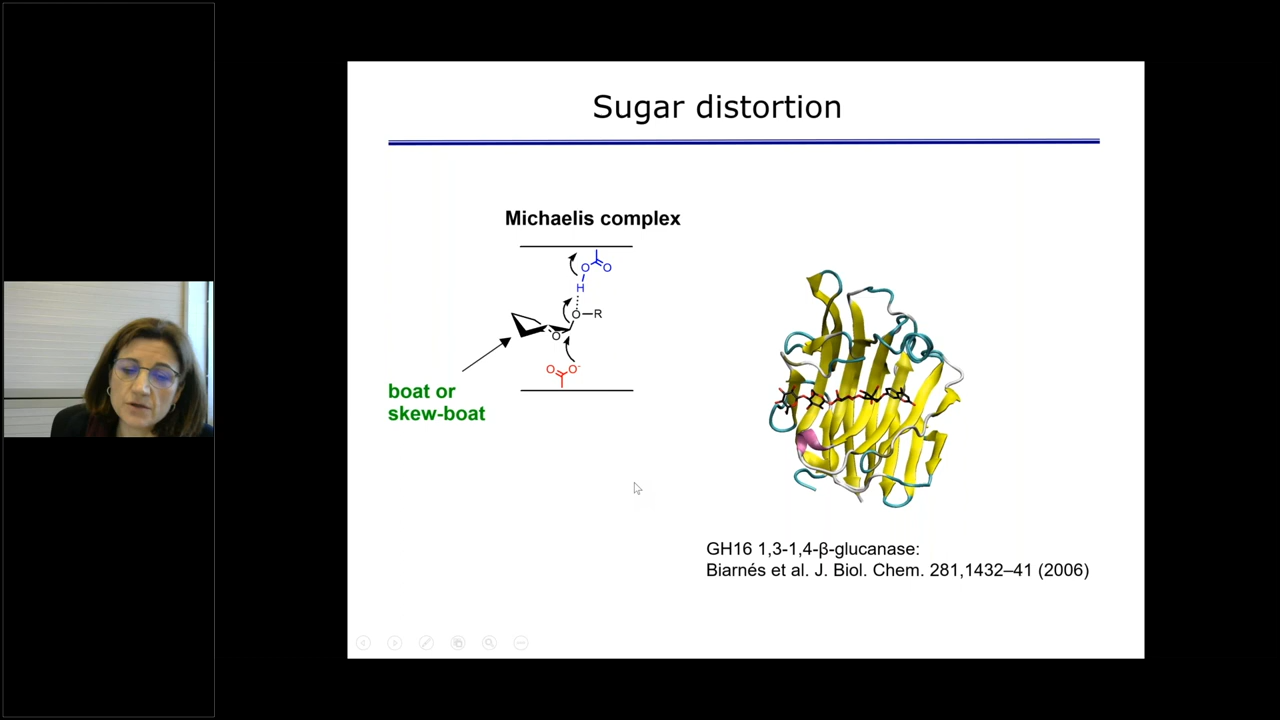 Sugar distortion
Michaelis complex
O
O
H
O—R
O
O
O⁻
boat or
skew-boat
GH16 1,3-1,4-β-glucanase:
Biarnés et al. J. Biol. Chem. 281,1432–41 (2006)